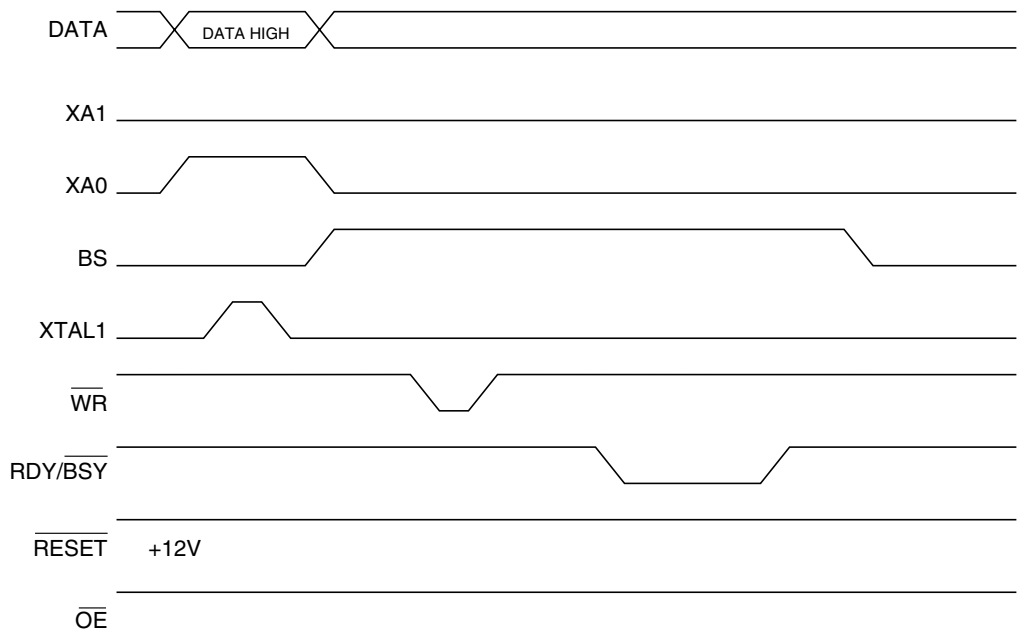 DATA
DATA HIGH
XA1
XA0
BS
XTAL1
WR
RDY/BSY
RESET +12V
OE